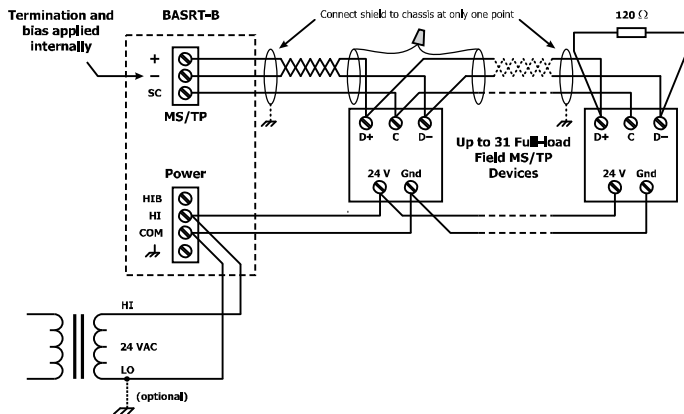 Termination and
bias applied
internally
BASRT-B
Connect shield to chassis at only one point
120 Ω
+
−
SC
MS/TP
D+ C D−
D+ C D−
Up to 31 Full-load
Field MS/TP
Devices
24 V Gnd
24 V Gnd
Power
HIB
HI
COM
HI
24 VAC
LO
(optional)